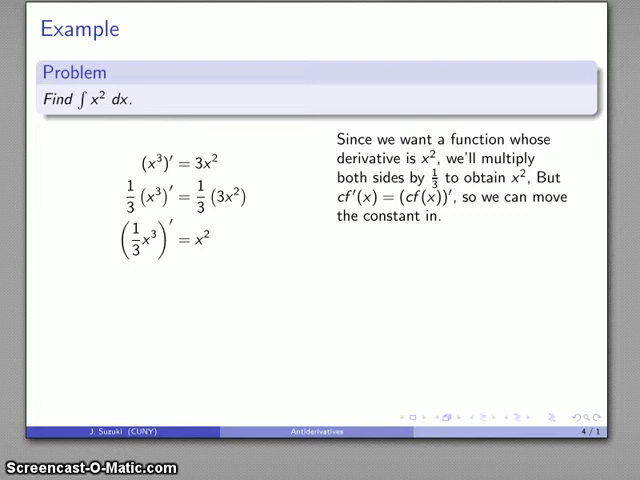 Example
Problem
Find ∫ x² dx.
(x³)′ = 3x²
1/3 (x³)′ = 1/3 (3x²)
(1/3 x³)′ = x²
Since we want a function whose
derivative is x², we'll multiply
both sides by 1/3 to obtain x², But
cf′(x) = (cf(x))′, so we can move
the constant in.
J. Suzuki (CUNY)
Antiderivatives
4 / 1
Screencast-O-Matic.com